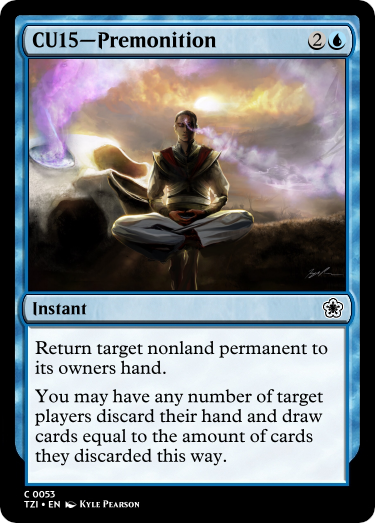 CU15—Premonition
2
Instant
Return target nonland permanent to
its owners hand.
You may have any number of target
players discard their hand and draw
cards equal to the amount of cards
they discarded this way.
C 0053
TZI • EN Kyle Pearson